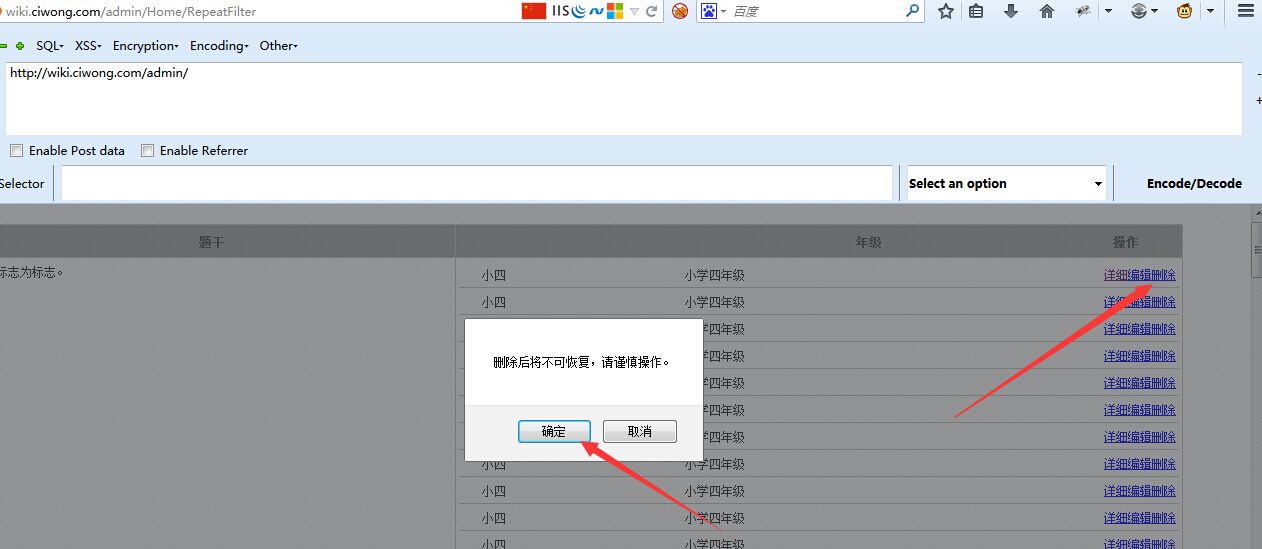 wiki.ciwong.com/admin/Home/RepeatFilter IIS 百度
SQL- XSS- Encryption- Encoding- Other-
http://wiki.ciwong.com/admin/
-
+
Enable Post data Enable Referrer
Selector Select an option Encode/Decode
题干 年级 操作
标志为标志。 小四 小学四年级 详细编辑删除
小四 小学四年级 详细编辑删除
学四年级 详细编辑删除
学四年级 详细编辑删除
删除后将不可恢复，请谨慎操作。
学四年级 详细编辑删除
学四年级 详细编辑删除
确定 取消
学四年级 详细编辑删除
小四 小学四年级 详细编辑删除
小四 小学四年级 详细编辑删除
小四 小学四年级 详细编辑删除
小四 小学四年级 详细编辑删除